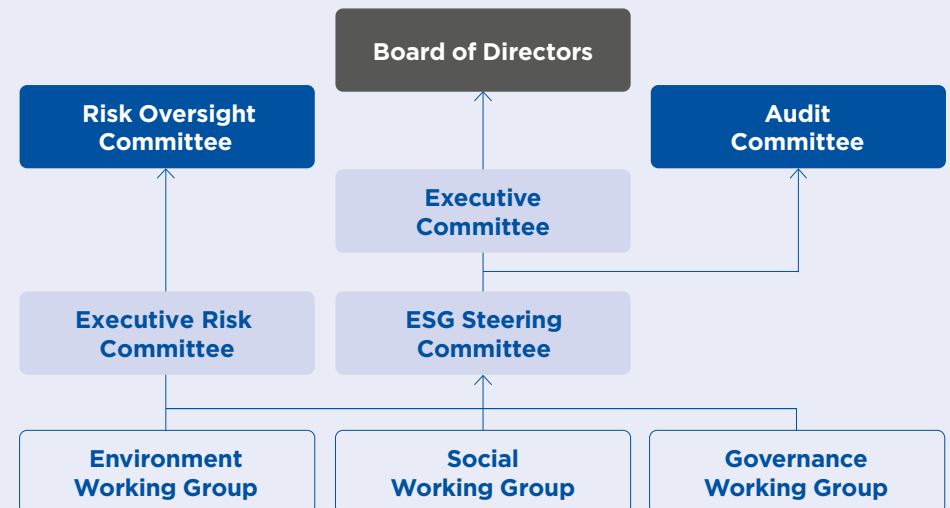 Board of Directors
Risk Oversight
Committee
Audit
Committee
Executive
Committee
Executive Risk
Committee
ESG Steering
Committee
Environment
Working Group
Social
Working Group
Governance
Working Group